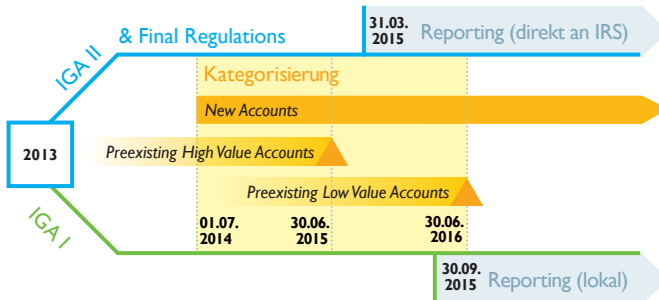 IGA II
& Final Regulations
31.03.
2015
Reporting (direkt an IRS)
Kategorisierung
New Accounts
2013
Preexisting High Value Accounts
Preexisting Low Value Accounts
IGA I
01.07.
2014
30.06.
2015
30.06.
2016
30.09.
2015
Reporting (lokal)